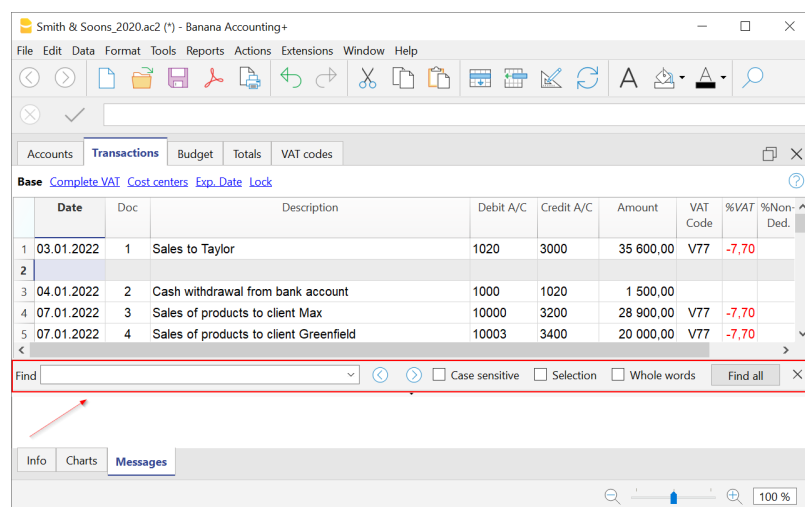 Smith & Soons_2020.ac2 (*) - Banana Accounting+
File Edit Data Format Tools Reports Actions Extensions Window Help
Accounts Transactions Budget Totals VAT codes
Base Complete VAT Cost centers Exp. Date Lock
Date Doc Description Debit A/C Credit A/C Amount VAT Code %VAT %Non-Ded.
1 03.01.2022 1 Sales to Taylor 1020 3000 35 600,00 V77 -7,70
2
3 04.01.2022 2 Cash withdrawal from bank account 1000 1020 1 500,00
4 07.01.2022 3 Sales of products to client Max 10000 3200 28 900,00 V77 -7,70
5 07.01.2022 4 Sales of products to client Greenfield 10003 3400 20 000,00 V77 -7,70
Find Case sensitive Selection Whole words Find all
Info Charts Messages
100 %